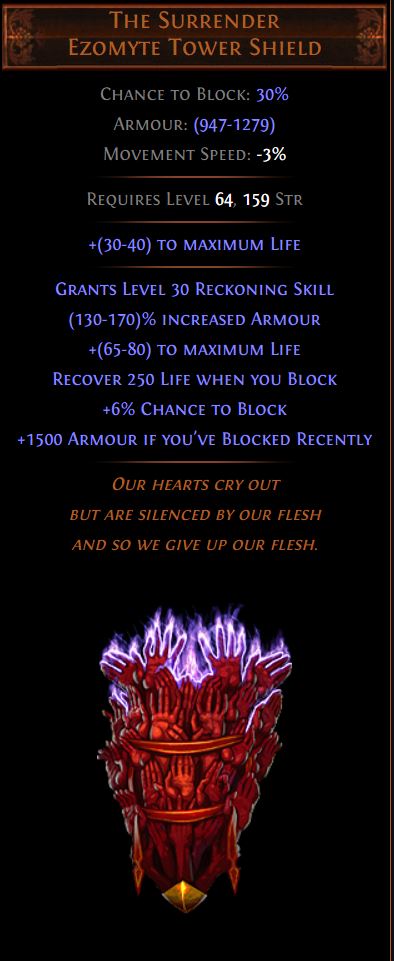 The Surrender
Ezomyte Tower Shield
Chance to Block: 30%
Armour: (947-1279)
Movement Speed: -3%
Requires Level 64, 159 Str
+(30-40) to maximum Life
Grants Level 30 Reckoning Skill
(130-170)% increased Armour
+(65-80) to maximum Life
Recover 250 Life when you Block
+6% Chance to Block
+1500 Armour if you've Blocked Recently
Our hearts cry out
but are silenced by our flesh
and so we give up our flesh.